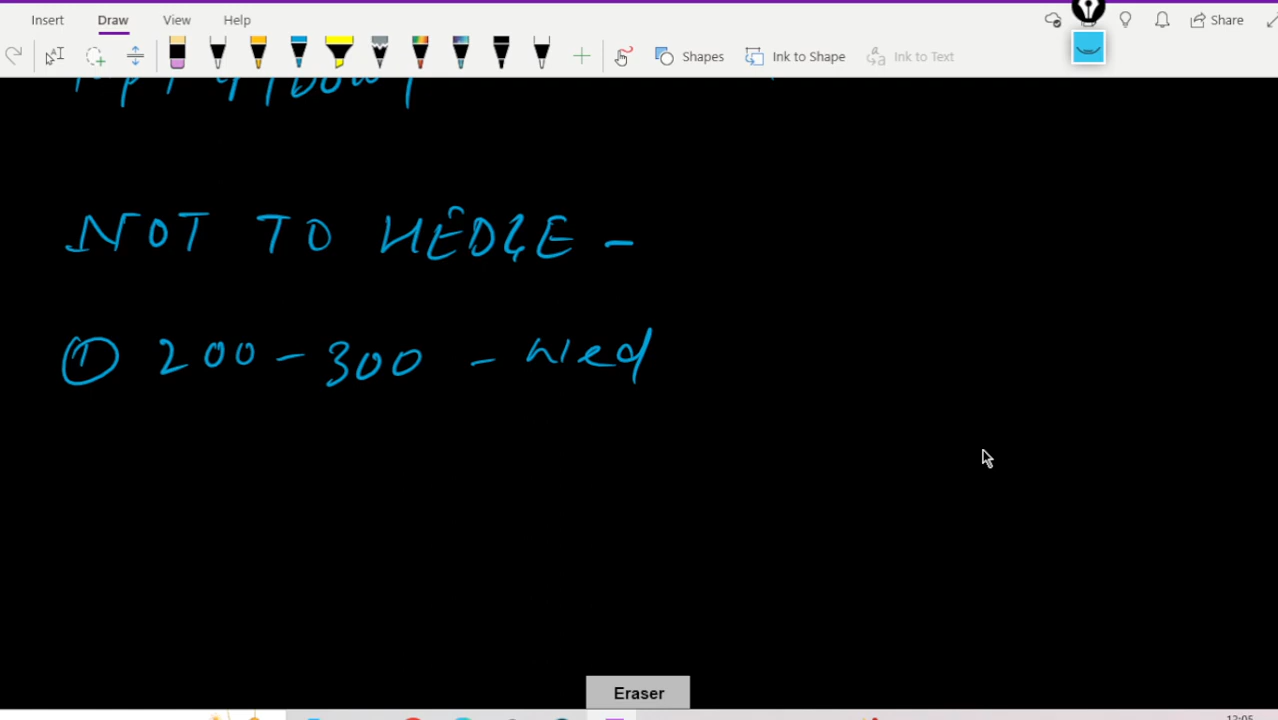 Insert Draw View Help Share
Shapes Ink to Shape Ink to Text
NOT TO HEDGE -
① 200 - 300 - wed
Eraser